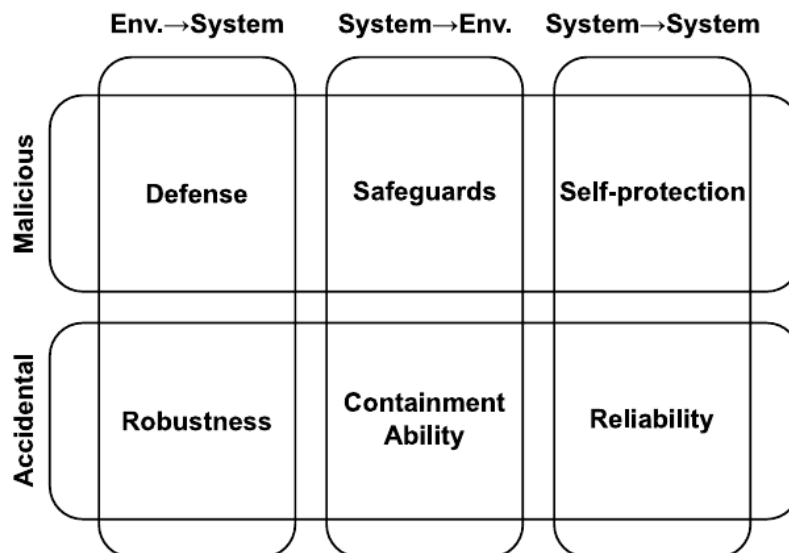 Env.→System
System→Env.
System→System
Malicious
Defense
Safeguards
Self-protection
Accidental
Robustness
Containment
Ability
Reliability